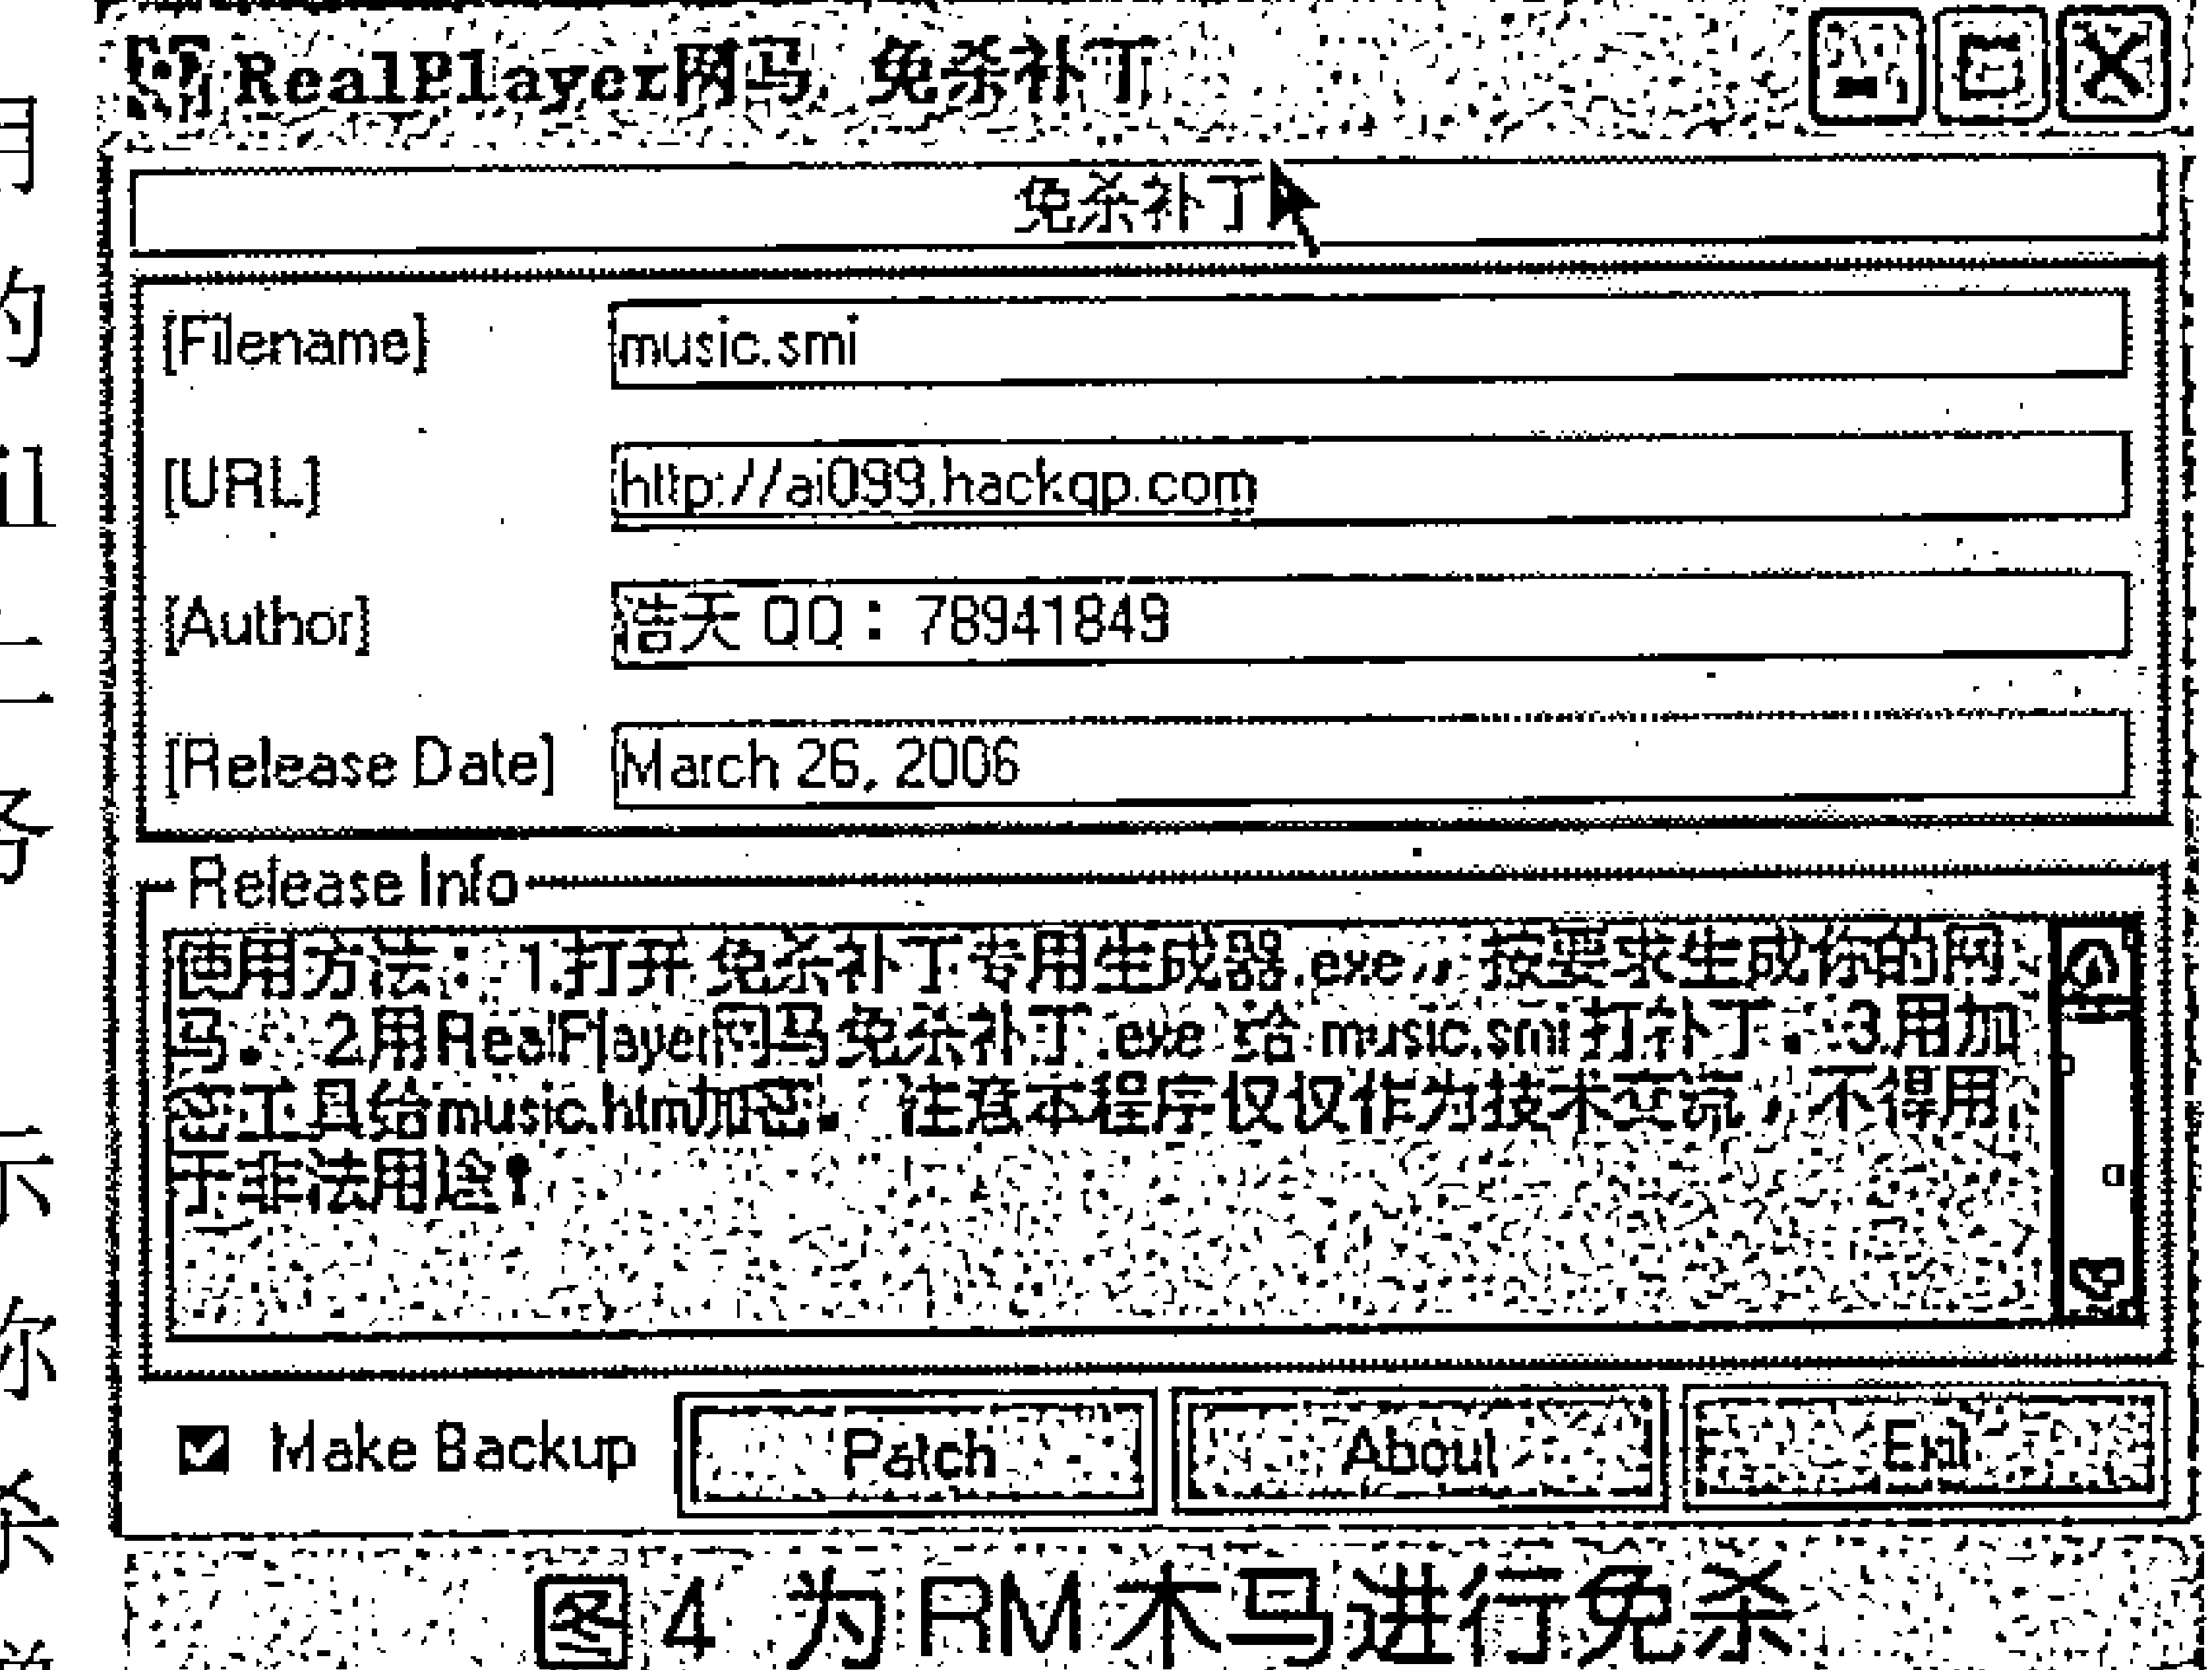 RealPlayer网马 免杀补丁
免杀补丁
[Filename] music.smi
[URL] http://ai099.hackqp.com
[Author] 浩天 QQ：78941849
[Release Date] March 26, 2006
Release Info
使用方法：1.打开 免杀补丁专用生成器.exe，按要求生成你的网
马。 2.用RealPlayer网马免杀补丁.exe 给 music.smi 打补丁。 3.用加
密工具给music.htm加密。 注意本程序仅仅作为技术交流，不得用
于非法用途！
Make Backup Patch About Exit
图 4 为 RM 木马进行免杀